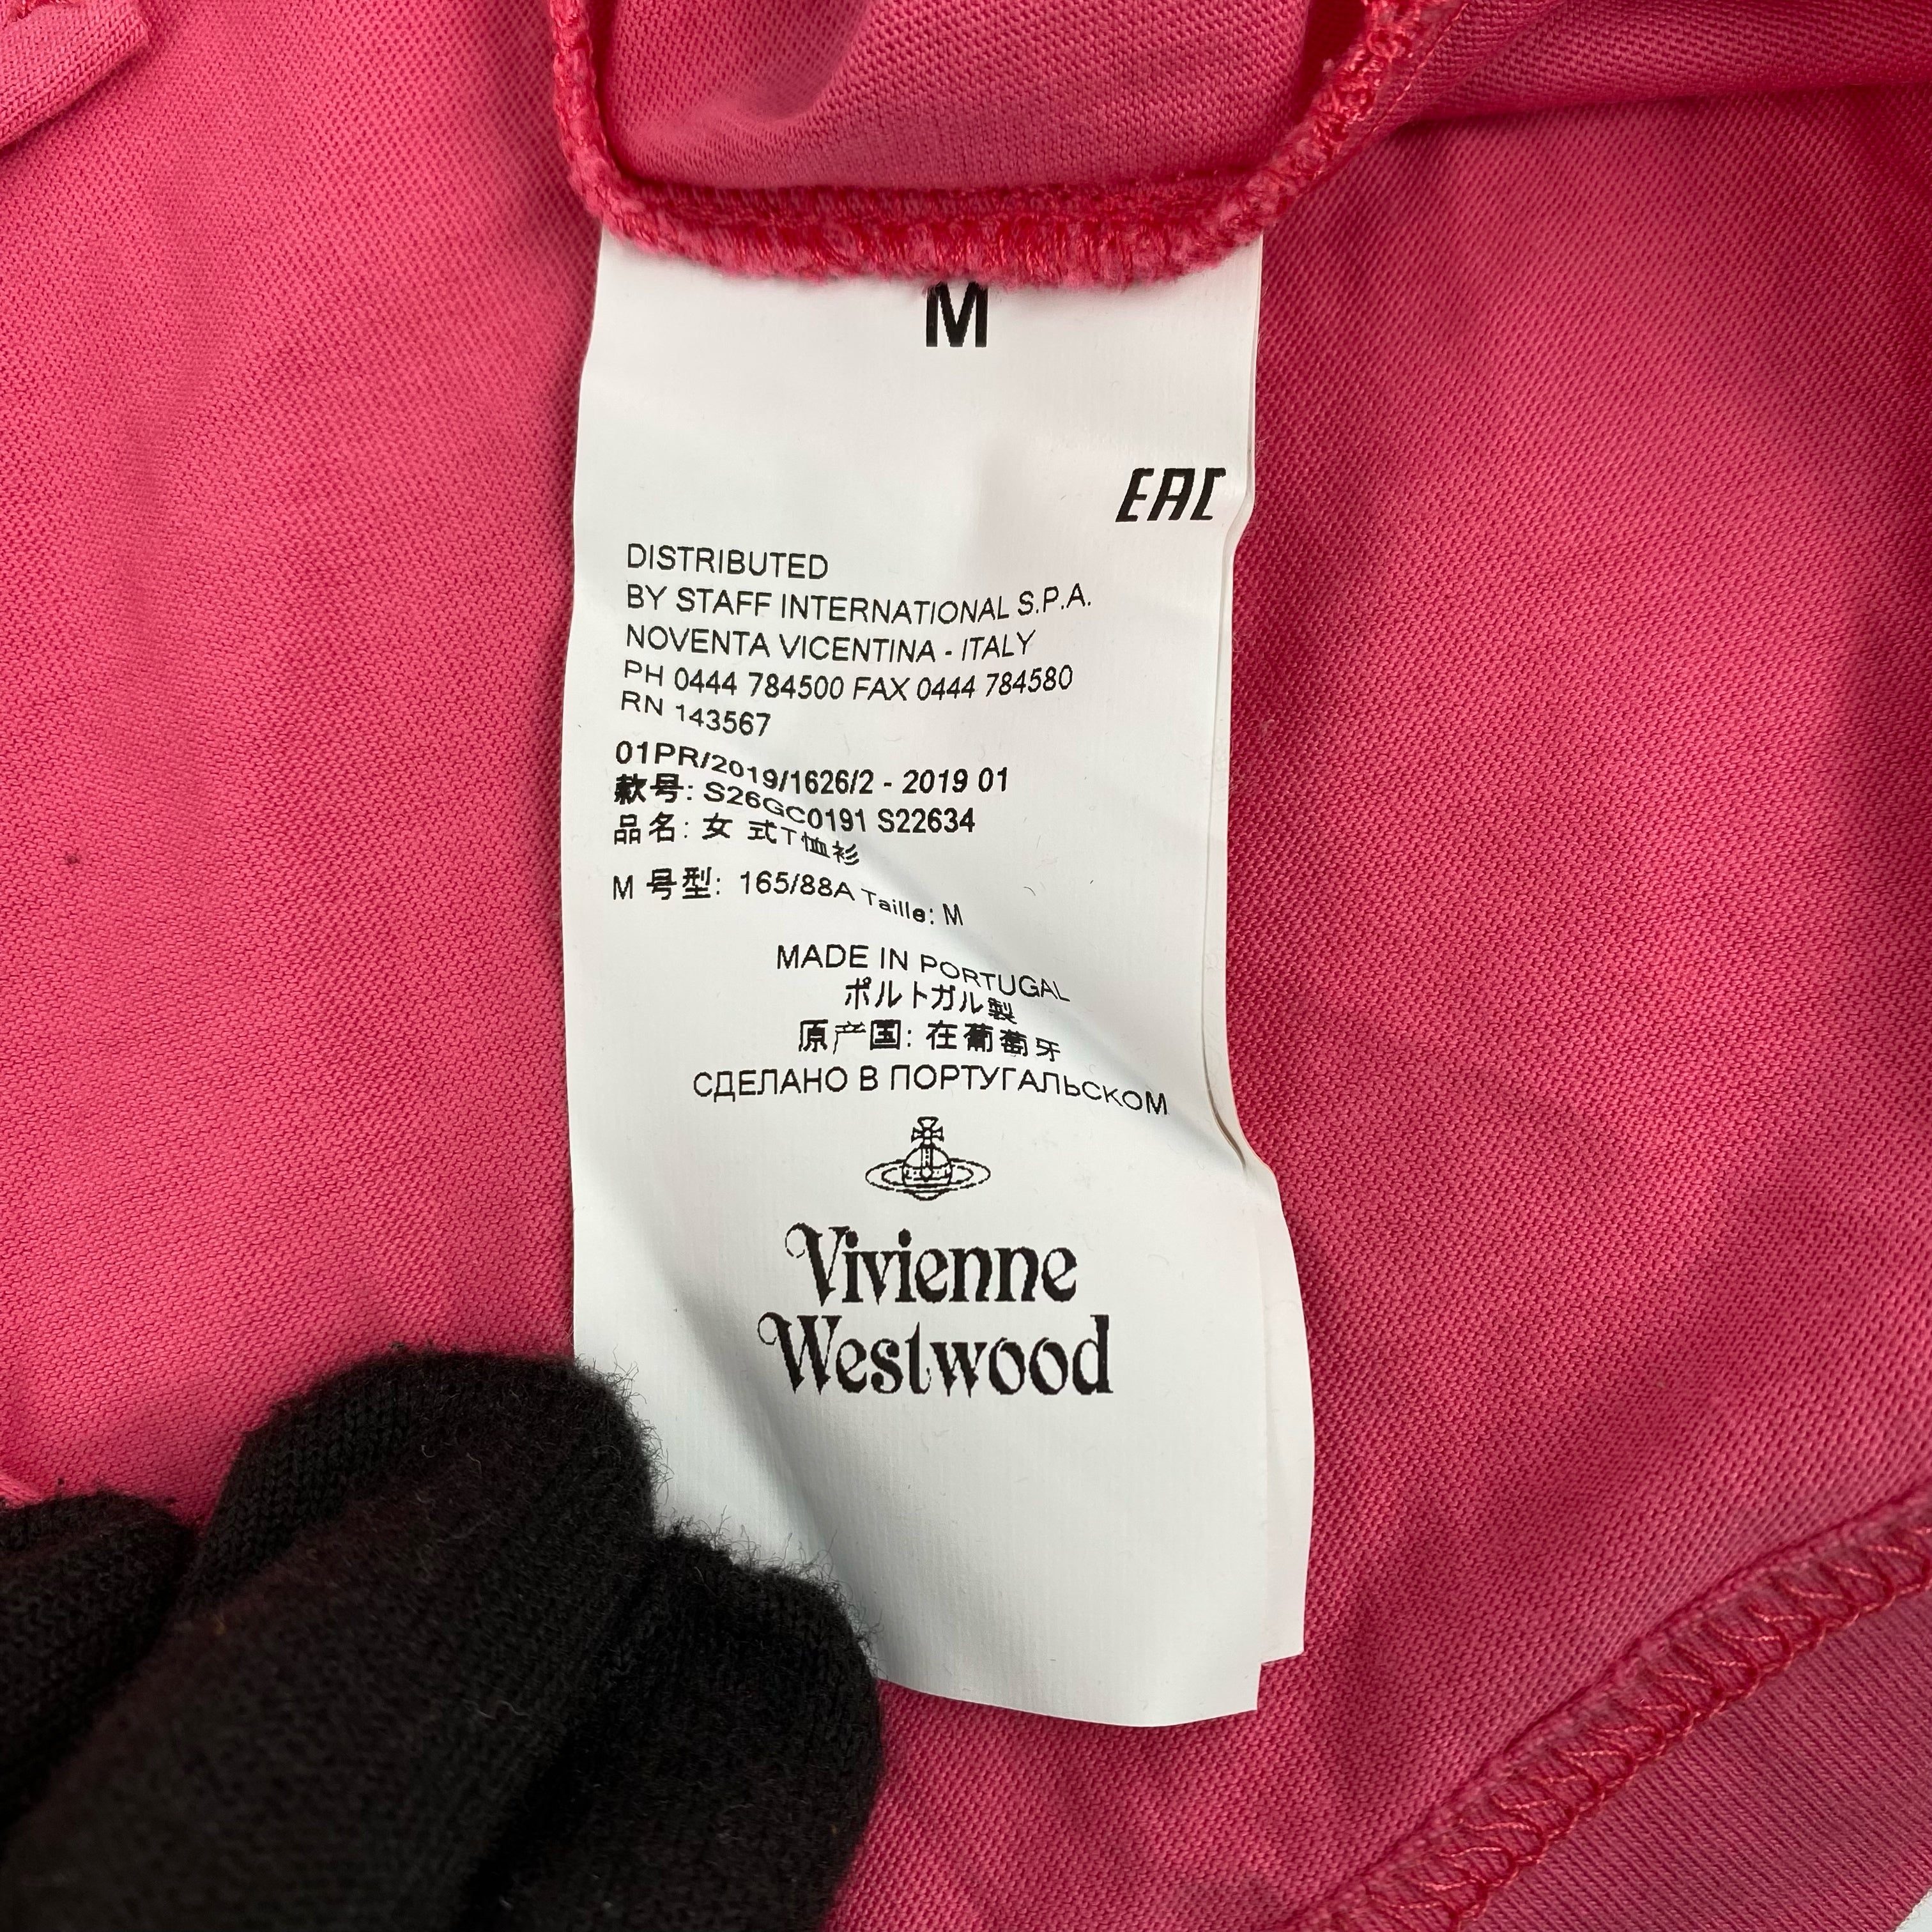 M
EAC
DISTRIBUTED
BY STAFF INTERNATIONAL S.P.A.
NOVENTA VICENTINA - ITALY
PH 0444 784500 FAX 0444 784580
RN 143567
01PR/2019/1626/2 - 2019 01
款号: S26GC0191 S22634
品名: 女 式T恤衫
M 号型: 165/88A Taille: M
MADE IN PORTUGAL
ポルトガル製
原产国: 在葡萄牙
СДЕЛАНО В ПОРТУГАЛЬСКОМ
Vivienne
Westwood